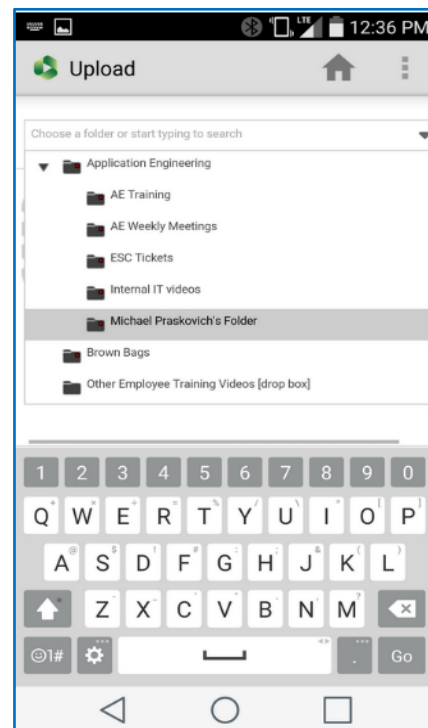 LTE 12:36 PM
Upload
Choose a folder or start typing to search
Application Engineering
AE Training
AE Weekly Meetings
ESC Tickets
Internal IT videos
Michael Praskovich's Folder
Brown Bags
Other Employee Training Videos [drop box]
1 2 3 4 5 6 7 8 9 0
Q W E R T Y U I O P
A S D F G H J K L
Z X C V B N M
1# . Go